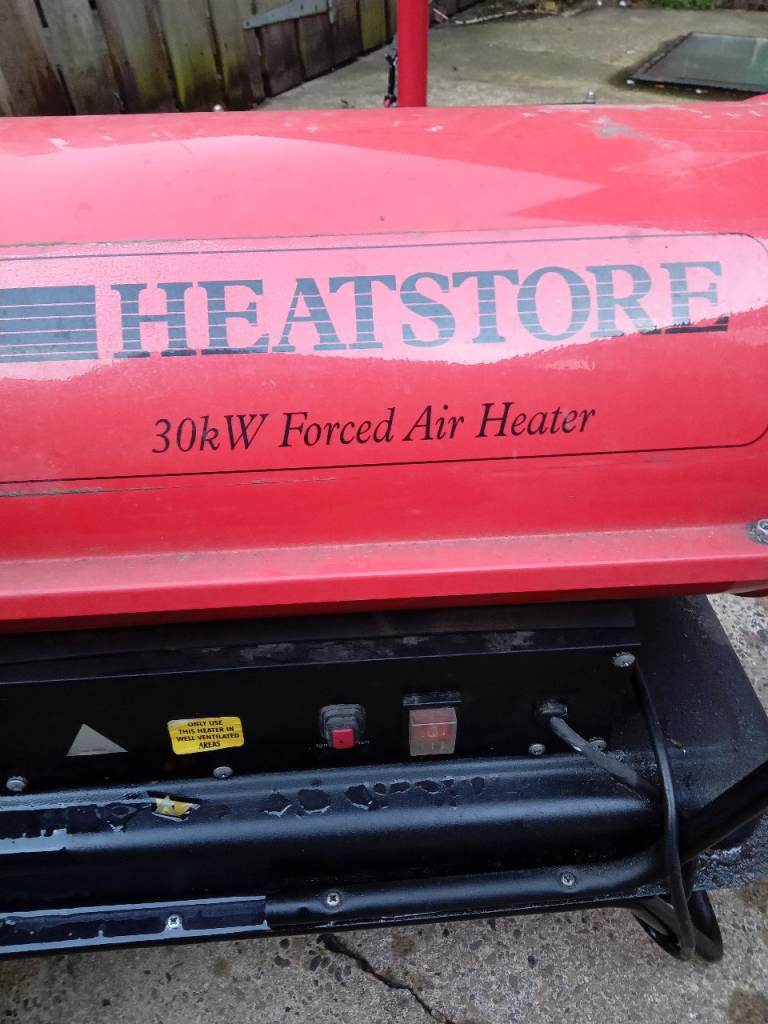 HEATSTORE
30kW Forced Air Heater
ONLY USE
THIS HEATER IN
WELL VENTILATED
AREAS